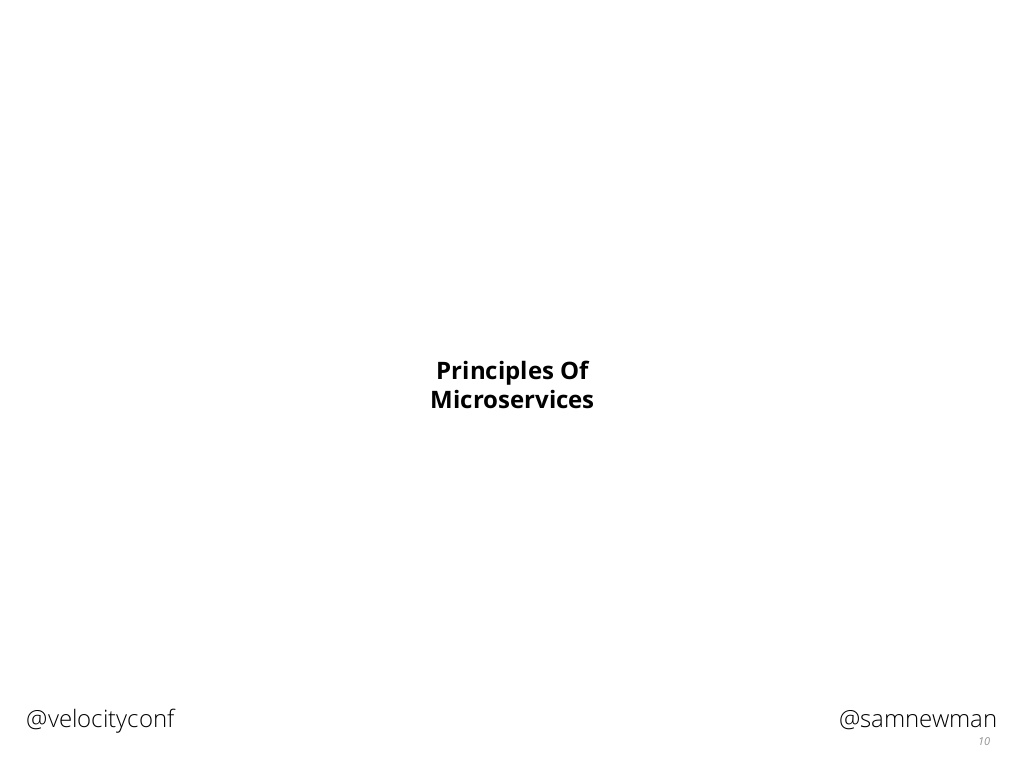 Principles Of
Microservices
@velocityconf
@samnewman
10